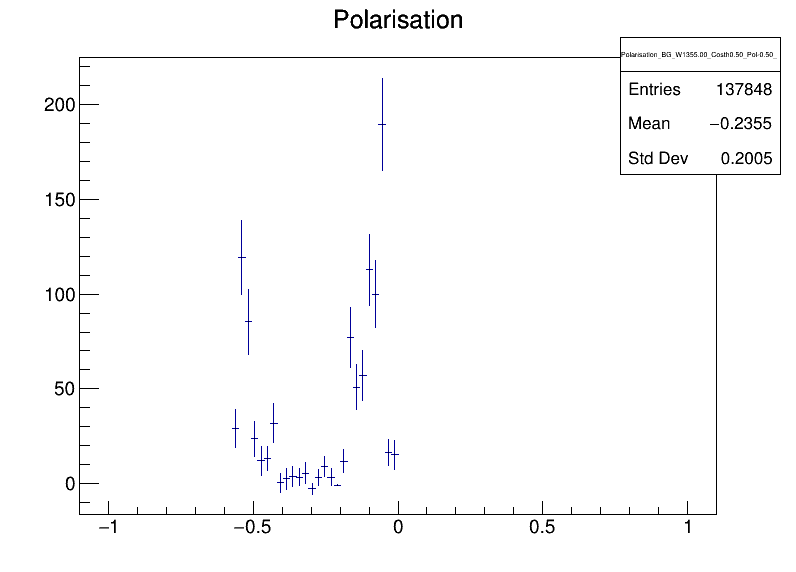 Polarisation
Polarisation_BG_W1355.00_Costh0.50_Pol-0.50_
Entries 137848
Mean −0.2355
Std Dev 0.2005
200
150
100
50
0
−1 −0.5 0 0.5 1